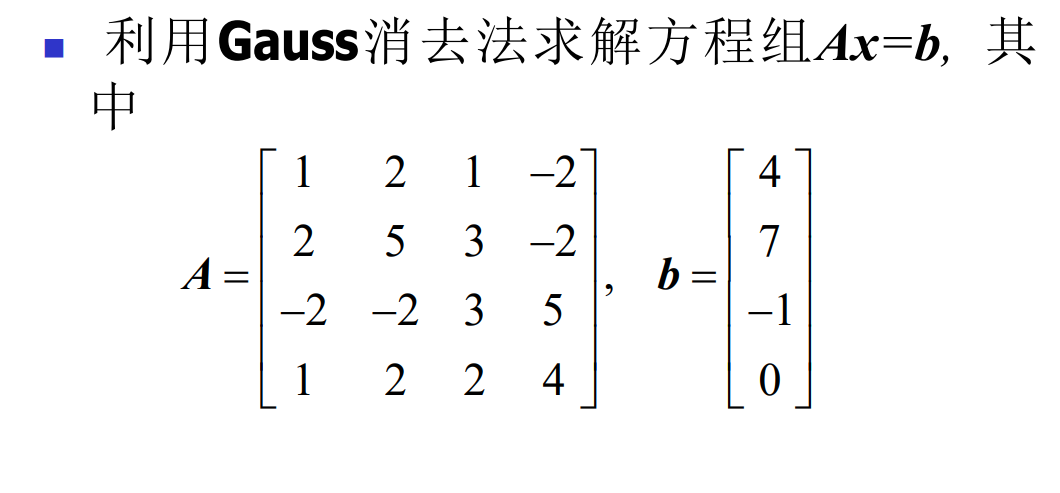 ■ 利用Gauss消去法求解方程组Ax=b, 其
中
A = [ 1 2 1 –2 ; 2 5 3 –2 ; –2 –2 3 5 ; 1 2 2 4 ], b = [ 4 ; 7 ; –1 ; 0 ]